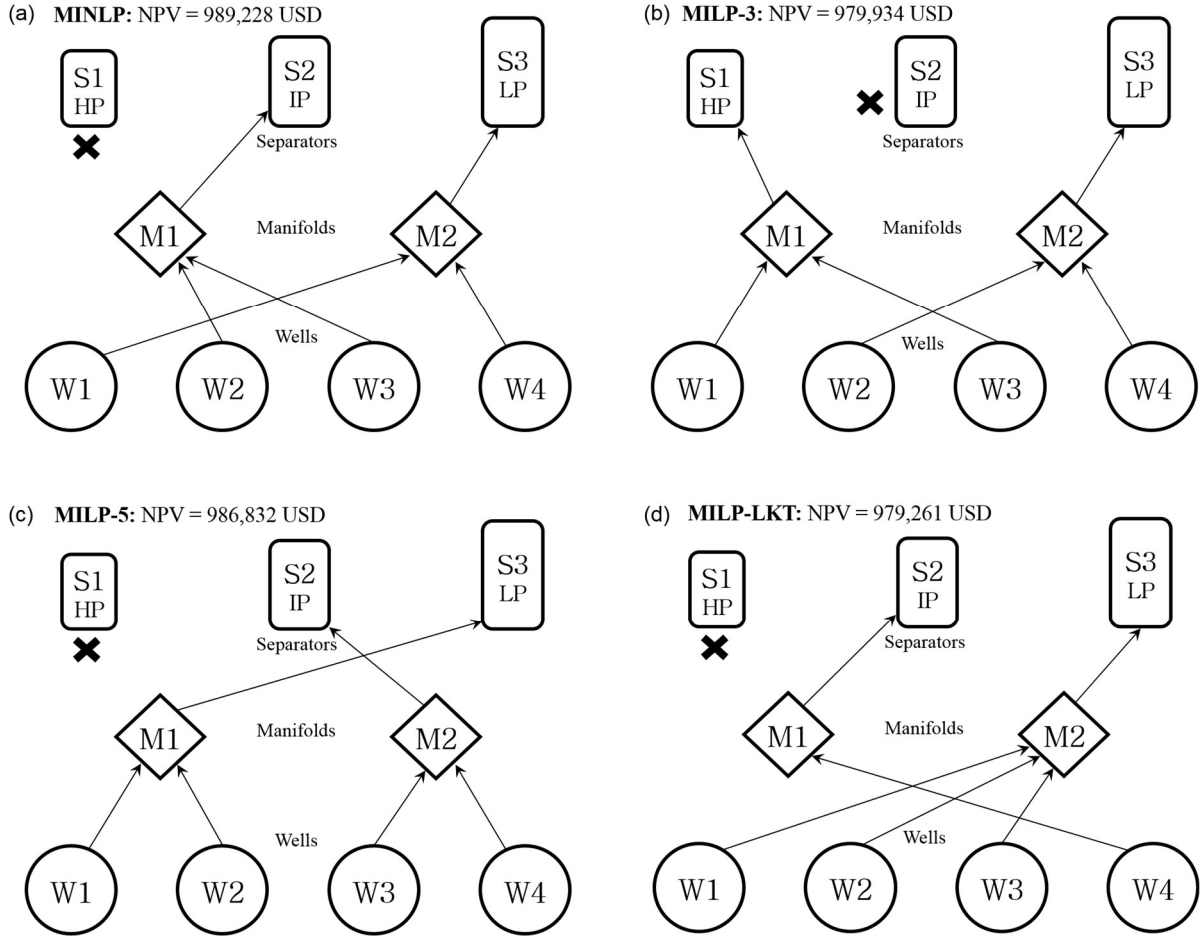 (a) MINLP: NPV = 989,228 USD
S1
HP
S2
IP
S3
LP
Separators
M1
Manifolds
M2
Wells
W1
W2
W3
W4
(b) MILP-3: NPV = 979,934 USD
S1
HP
S2
IP
S3
LP
Separators
M1
Manifolds
M2
Wells
W1
W2
W3
W4
(c) MILP-5: NPV = 986,832 USD
S1
HP
S2
IP
S3
LP
Separators
M1
Manifolds
M2
Wells
W1
W2
W3
W4
(d) MILP-LKT: NPV = 979,261 USD
S1
HP
S2
IP
S3
LP
Separators
M1
Manifolds
M2
Wells
W1
W2
W3
W4